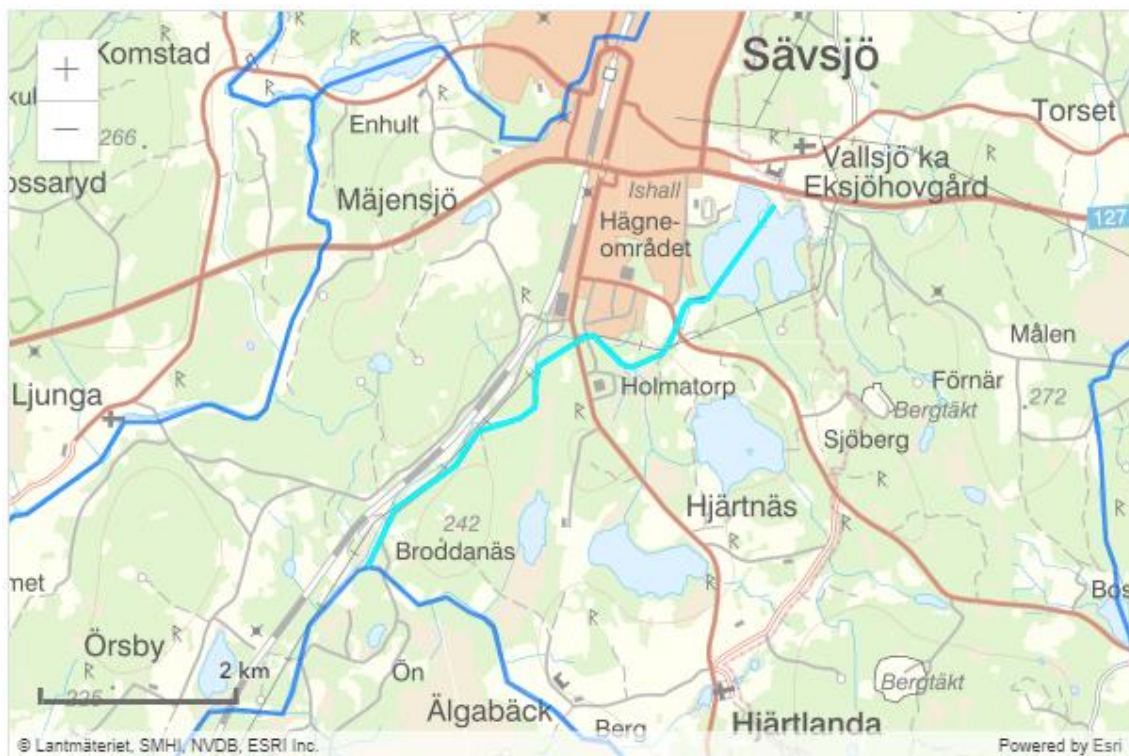 +
−
Komstad
Sävsjö
kul
266
Enhult
Torset
Vallsjö ka
Eksjöhovgård
ossaryd
Mäjensjö
Ishall
Hägne-
området
127
Målen
Ljunga
Holmatorp
Förnär
272
Bergtäkt
Sjöberg
Hjärtnäs
242
Broddanäs
met
Bos
Örsby
2 km
225
Ön
Älgabäck
Bergtäkt
Berg
Hjärtlanda
© Lantmäteriet, SMHI, NVDB, ESRI Inc.
Powered by Esri